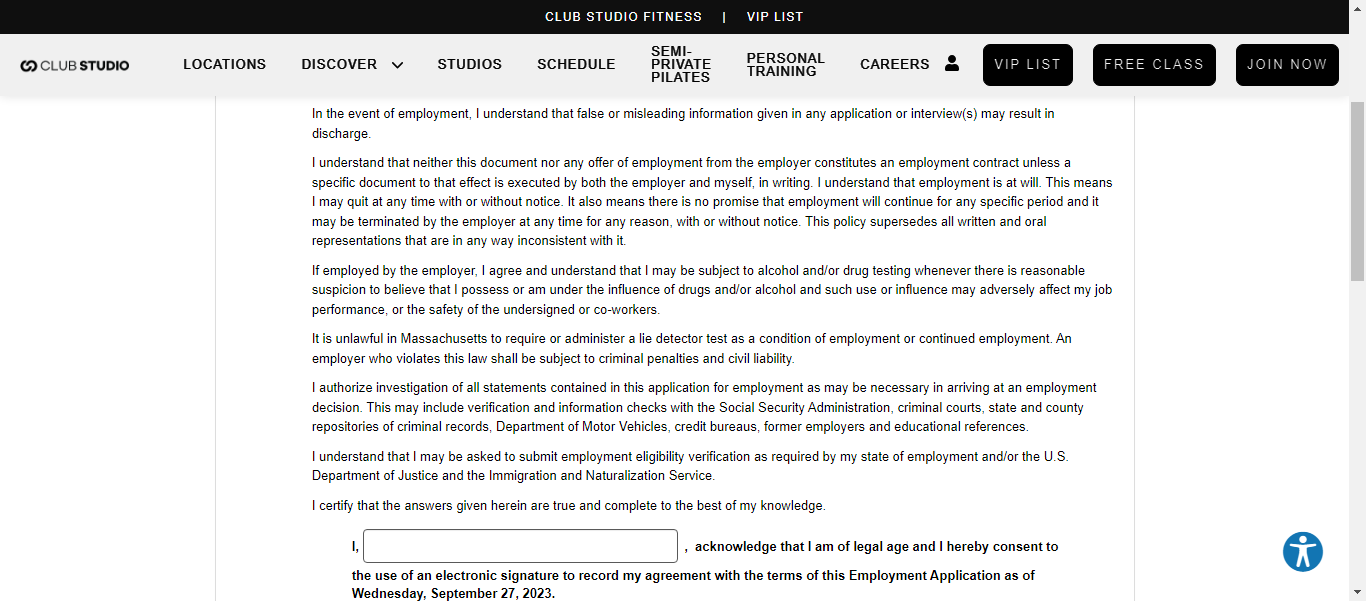 CLUB STUDIO FITNESS | VIP LIST
CLUB STUDIO
LOCATIONS
DISCOVER
STUDIOS
SCHEDULE
SEMI-
PRIVATE
PILATES
PERSONAL
TRAINING
CAREERS
VIP LIST
FREE CLASS
JOIN NOW
In the event of employment, I understand that false or misleading information given in any application or interview(s) may result in
discharge.
I understand that neither this document nor any offer of employment from the employer constitutes an employment contract unless a
specific document to that effect is executed by both the employer and myself, in writing. I understand that employment is at will. This means
I may quit at any time with or without notice. It also means there is no promise that employment will continue for any specific period and it
may be terminated by the employer at any time for any reason, with or without notice. This policy supersedes all written and oral
representations that are in any way inconsistent with it.
If employed by the employer, I agree and understand that I may be subject to alcohol and/or drug testing whenever there is reasonable
suspicion to believe that I possess or am under the influence of drugs and/or alcohol and such use or influence may adversely affect my job
performance, or the safety of the undersigned or co-workers.
It is unlawful in Massachusetts to require or administer a lie detector test as a condition of employment or continued employment. An
employer who violates this law shall be subject to criminal penalties and civil liability.
I authorize investigation of all statements contained in this application for employment as may be necessary in arriving at an employment
decision. This may include verification and information checks with the Social Security Administration, criminal courts, state and county
repositories of criminal records, Department of Motor Vehicles, credit bureaus, former employers and educational references.
I understand that I may be asked to submit employment eligibility verification as required by my state of employment and/or the U.S.
Department of Justice and the Immigration and Naturalization Service.
I certify that the answers given herein are true and complete to the best of my knowledge.
I, , acknowledge that I am of legal age and I hereby consent to
the use of an electronic signature to record my agreement with the terms of this Employment Application as of
Wednesday, September 27, 2023.